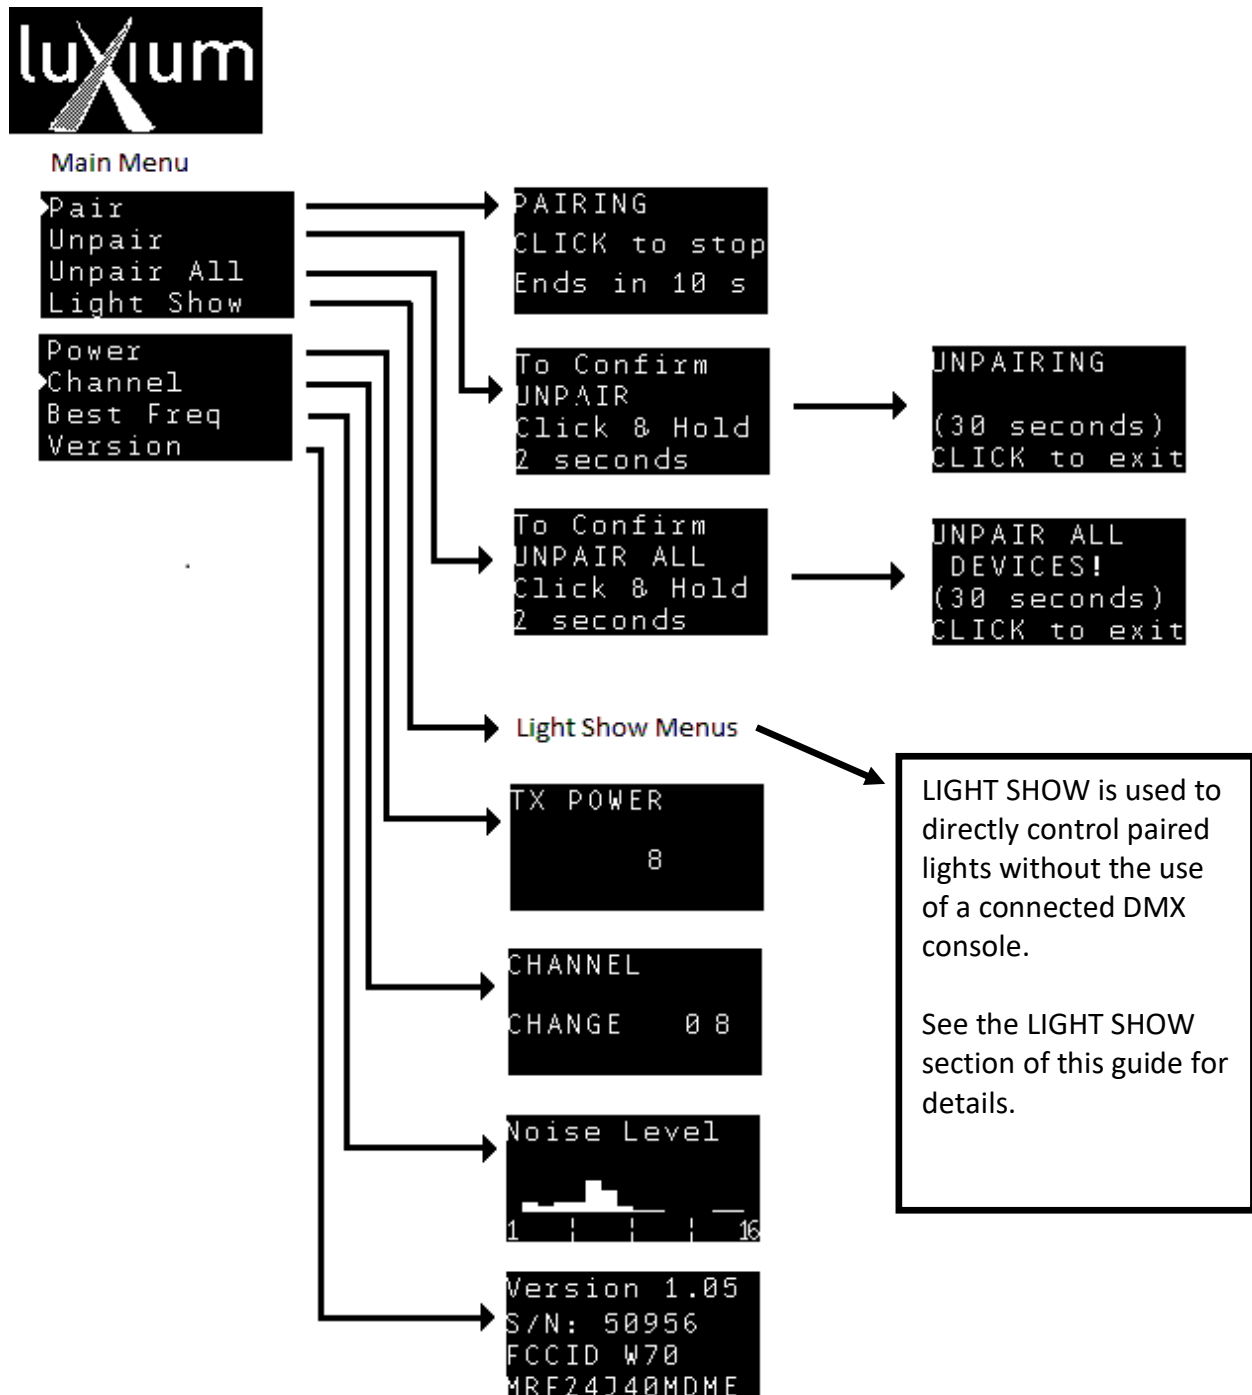 luxium
Main Menu
Pair
Unpair
Unpair All
Light Show
Power
Channel
Best Freq
Version
PAIRING
CLICK to stop
Ends in 10 s
To Confirm
UNPAIR
Click & Hold
2 seconds
UNPAIRING
(30 seconds)
CLICK to exit
To Confirm
UNPAIR ALL
Click & Hold
2 seconds
UNPAIR ALL
DEVICES!
(30 seconds)
CLICK to exit
Light Show Menus
LIGHT SHOW is used to
directly control paired
lights without the use
of a connected DMX
console.
See the LIGHT SHOW
section of this guide for
details.
TX POWER
8
CHANNEL
CHANGE 08
Noise Level
1 16
Version 1.05
S/N: 50956
FCCID W70
MRF24J40MDME